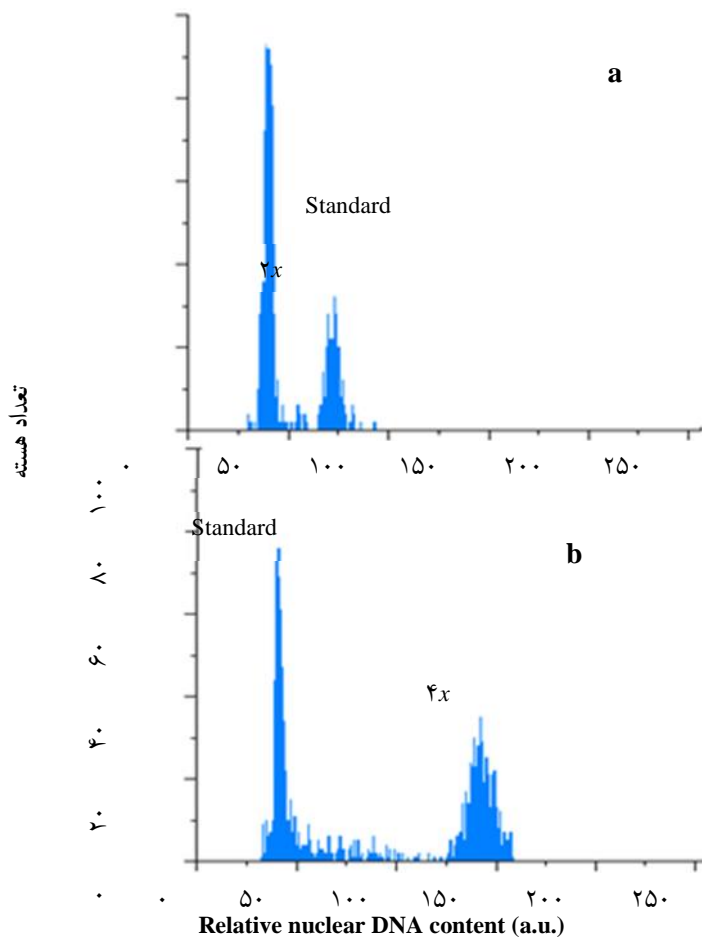 a
Standard
۲x
۰ ۵۰ ۱۰۰ ۱۵۰ ۲۰۰ ۲۵۰
تعداد هسته
Standard
b
۴x
۱۰۰
۸۰
۶۰
۴۰
۲۰
۰
۰ ۵۰ ۱۰۰ ۱۵۰ ۲۰۰ ۲۵۰
Relative nuclear DNA content (a.u.)